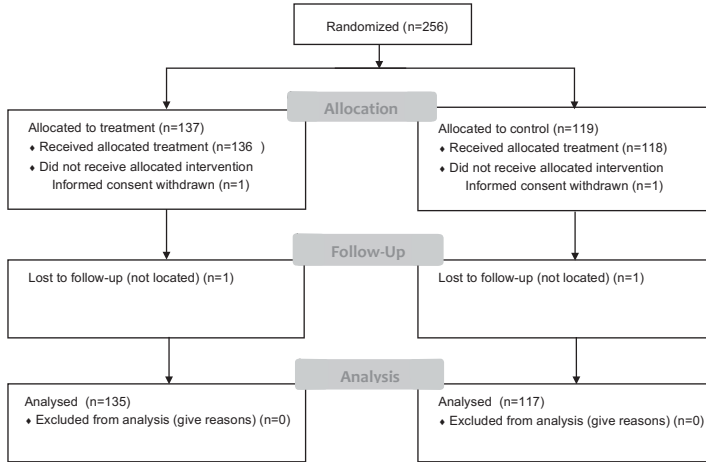 Randomized (n=256)
Allocation
Allocated to treatment (n=137)
♦ Received allocated treatment (n=136 )
♦ Did not receive allocated intervention
Informed consent withdrawn (n=1)
Allocated to control (n=119)
♦ Received allocated treatment (n=118)
♦ Did not receive allocated intervention
Informed consent withdrawn (n=1)
Follow-Up
Lost to follow-up (not located) (n=1)
Lost to follow-up (not located) (n=1)
Analysis
Analysed (n=135)
♦ Excluded from analysis (give reasons) (n=0)
Analysed (n=117)
♦ Excluded from analysis (give reasons) (n=0)